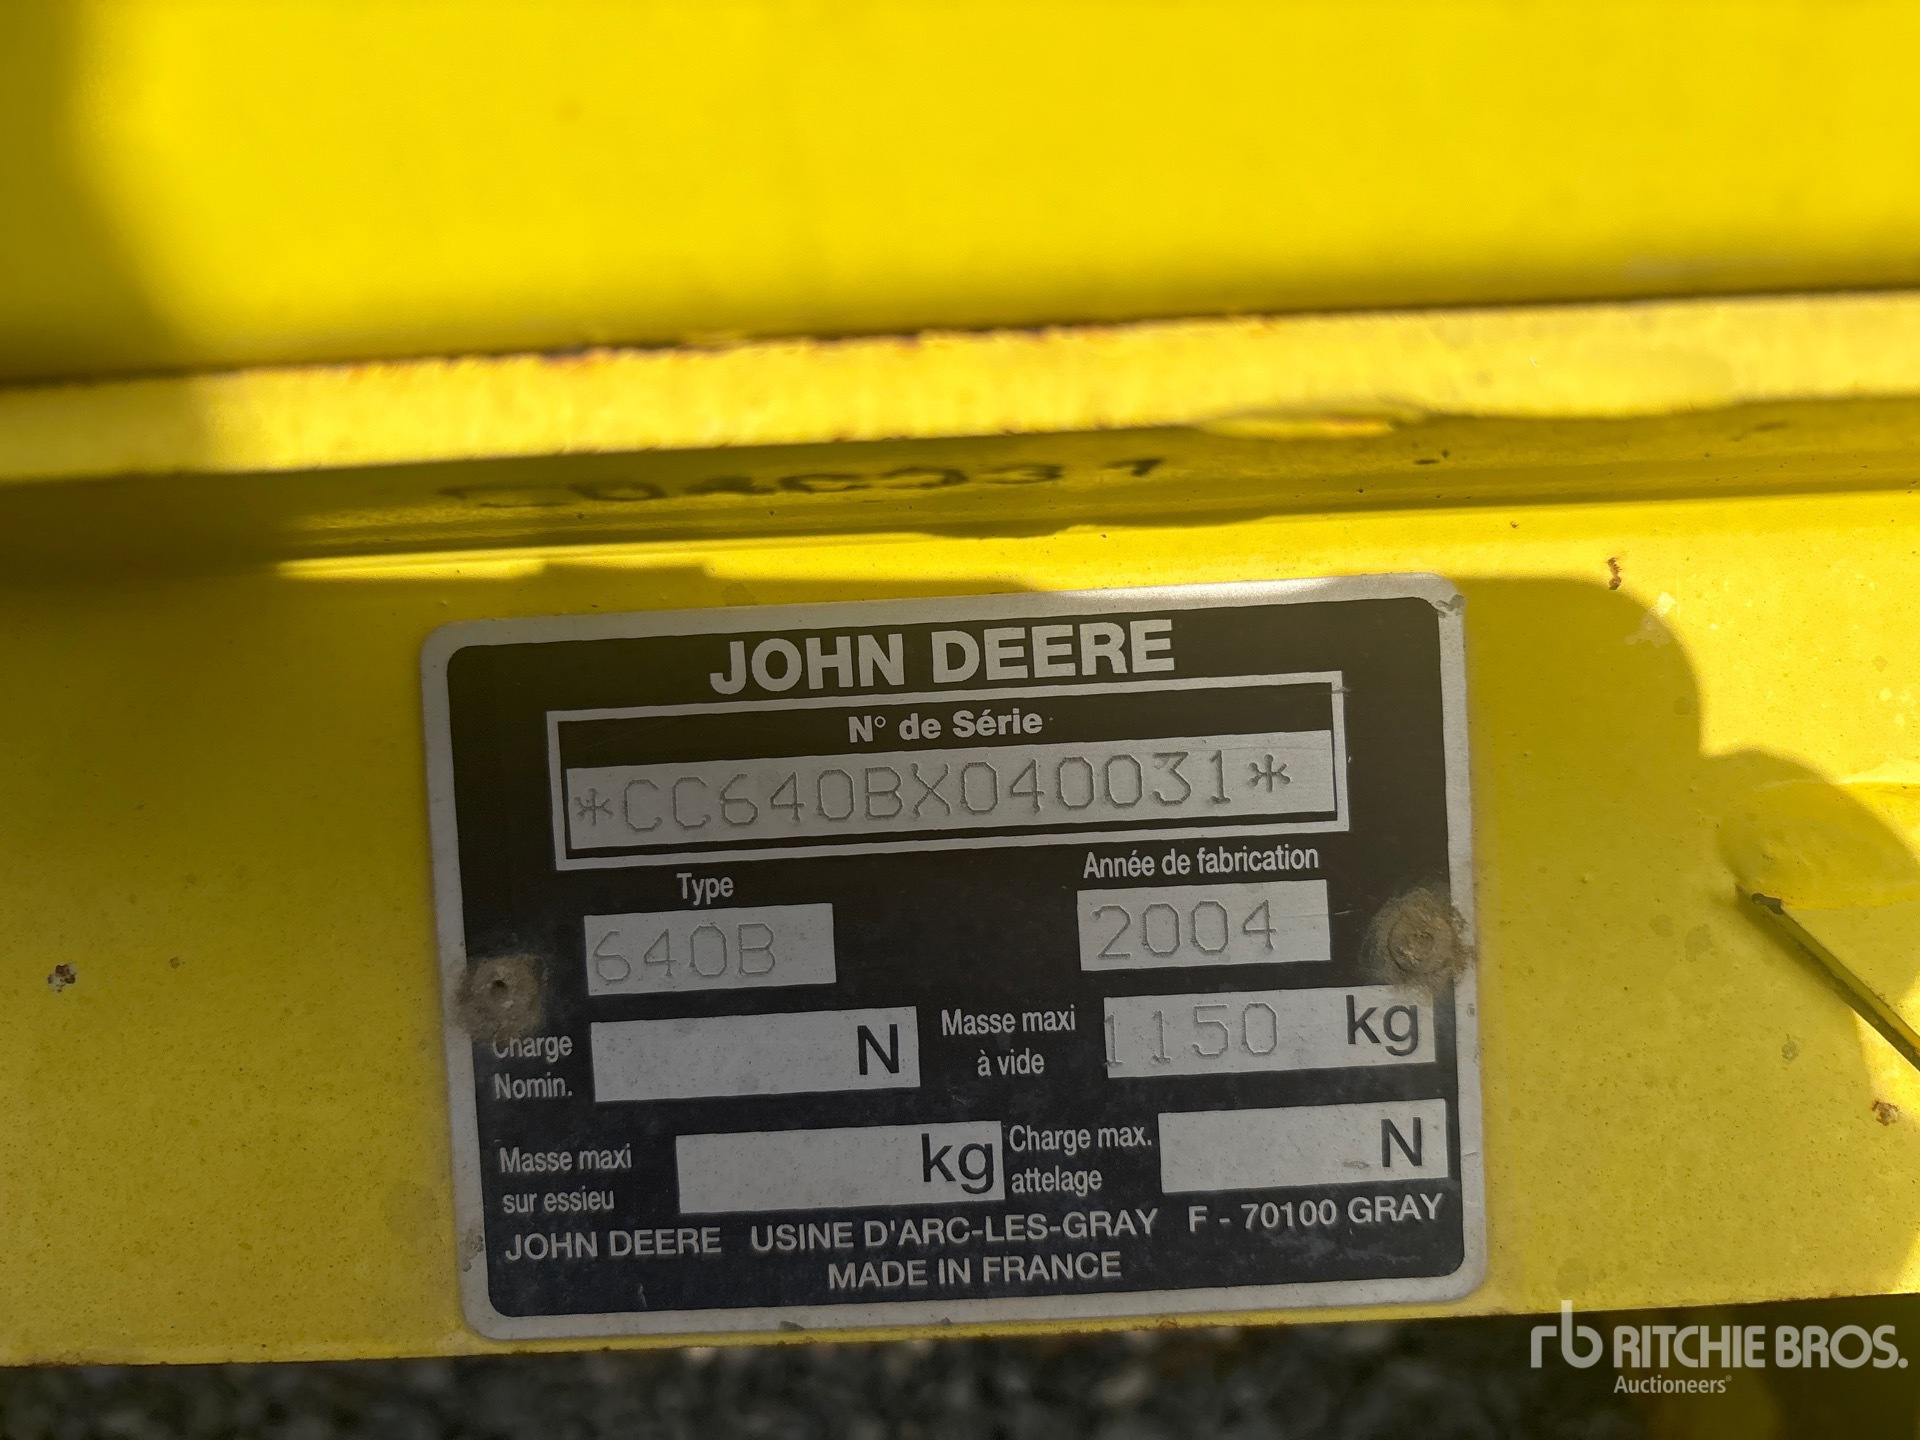 JOHN DEERE
N° de Série
*CC640BX040031*
Type
Année de fabrication
640B
2004
Charge Nomin.
N
Masse maxi à vide
1150 kg
Masse maxi sur essieu
kg
Charge max. attelage
N
JOHN DEERE USINE D'ARC-LES-GRAY F - 70100 GRAY
MADE IN FRANCE
rb RITCHIE BROS.
Auctioneers